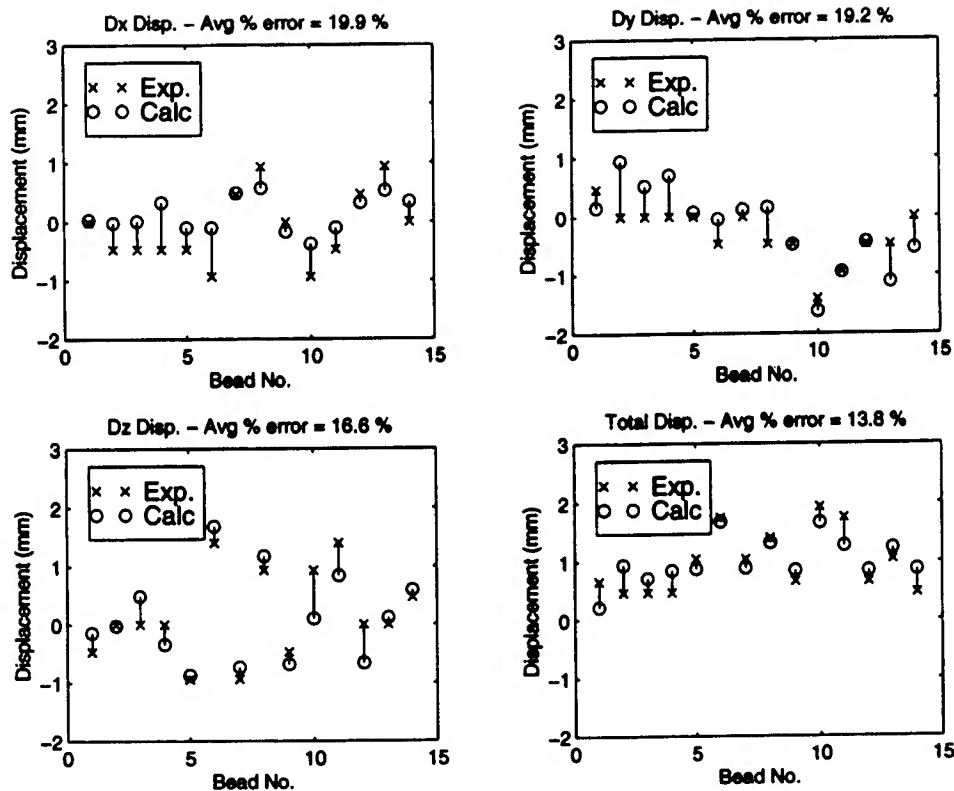 Dx Disp. – Avg % error = 19.9 %
3
2
1
0
−1
−2
Displacement (mm)
× × Exp.
O O Calc
0 5 10 15
Bead No.
Dy Disp. – Avg % error = 19.2 %
3
2
1
0
−1
−2
Displacement (mm)
× × Exp.
O O Calc
0 5 10 15
Bead No.
Dz Disp. – Avg % error = 16.6 %
3
2
1
0
−1
−2
Displacement (mm)
× × Exp.
O O Calc
0 5 10 15
Bead No.
Total Disp. – Avg % error = 13.8 %
3
2
1
0
−1
−2
Displacement (mm)
× × Exp.
O O Calc
0 5 10 15
Bead No.